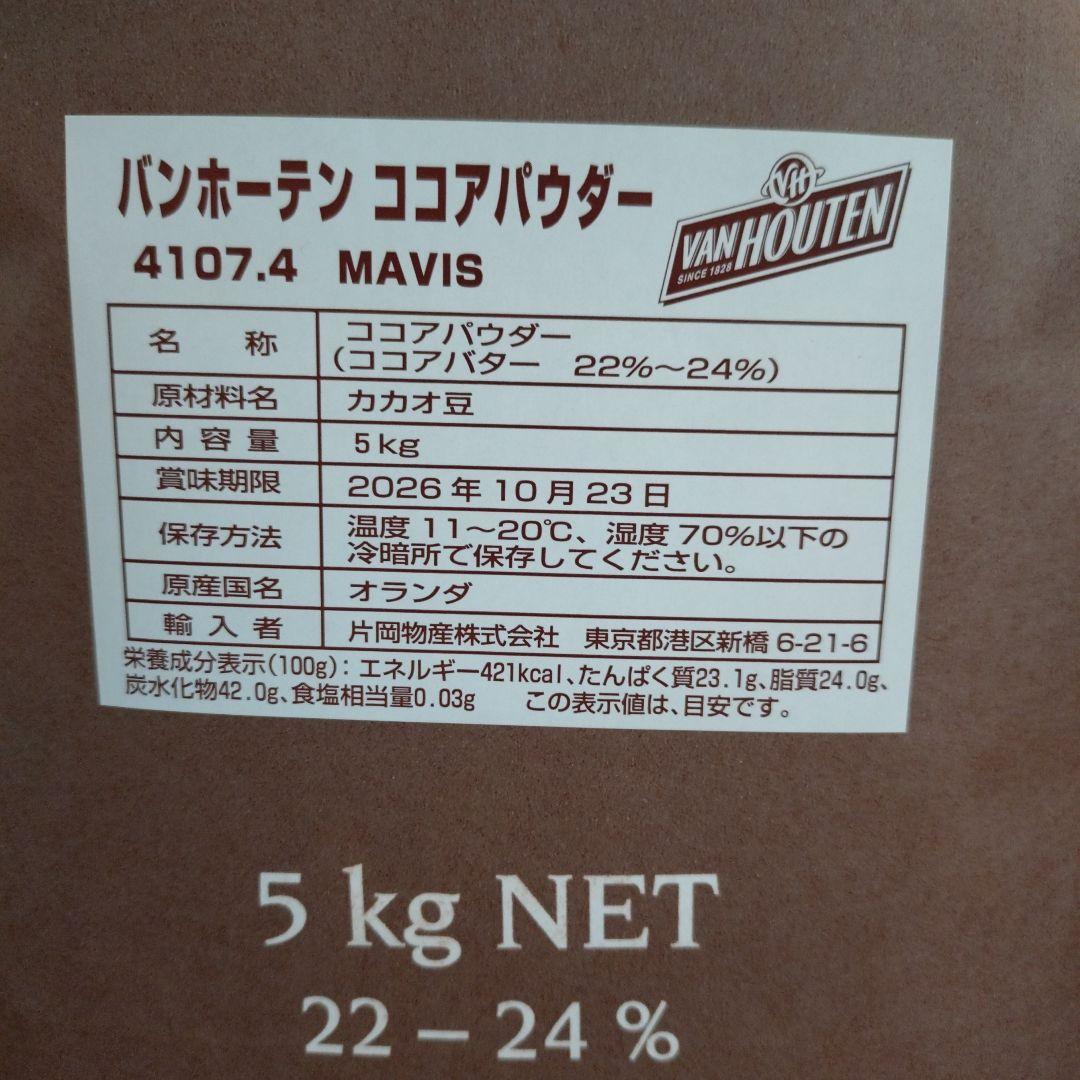 バンホーテン ココアパウダー
4107.4 MAVIS
VH
VAN HOUTEN
SINCE 1828
名 称 ココアパウダー
(ココアバター 22%~24%)
原材料名 カカオ豆
内容量 5kg
賞味期限 2026年10月23日
保存方法 温度 11~20℃、湿度 70%以下の
冷暗所で保存してください。
原産国名 オランダ
輸入者 片岡物産株式会社 東京都港区新橋 6-21-6
栄養成分表示(100g): エネルギー421kcal、たんぱく質23.1g、脂質24.0g、
炭水化物42.0g、食塩相当量0.03g この表示値は、目安です。
5 kg NET
22 – 24 %